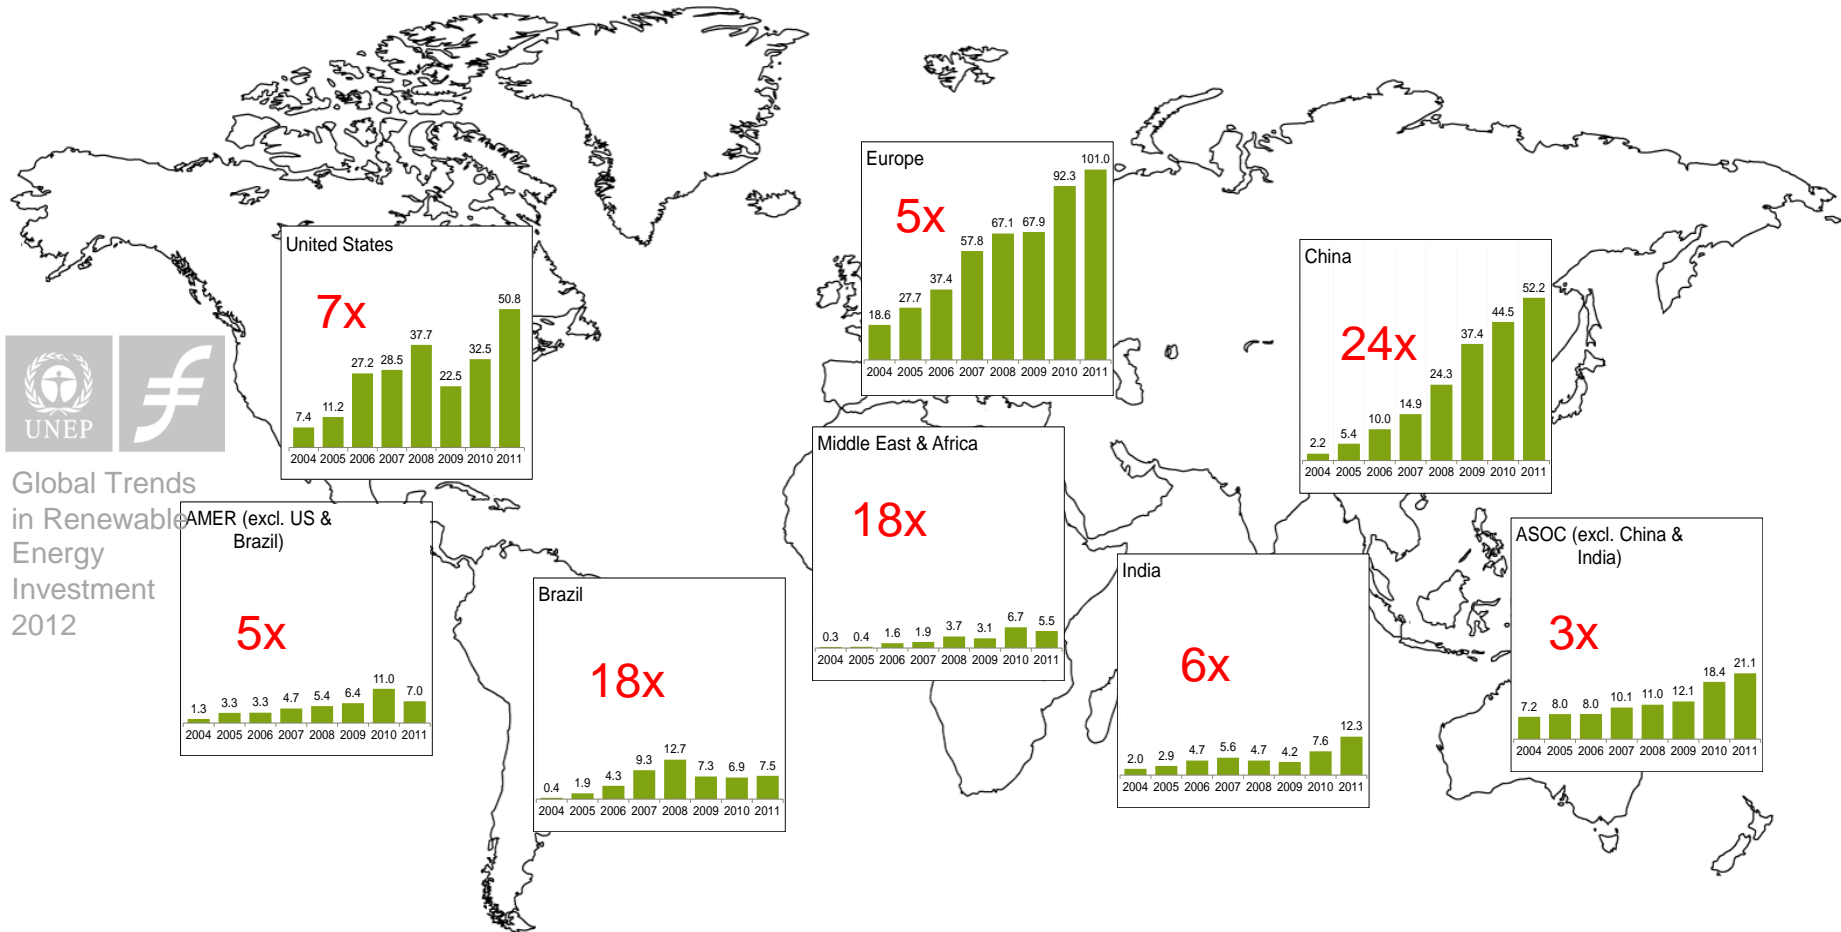 Europe
5x
18.6 27.7 37.4 57.8 67.1 67.9 92.3 101.0
2004 2005 2006 2007 2008 2009 2010 2011
United States
7x
7.4 11.2 27.2 28.5 37.7 22.5 32.5 50.8
2004 2005 2006 2007 2008 2009 2010 2011
China
24x
2.2 5.4 10.0 14.9 24.3 37.4 44.5 52.2
2004 2005 2006 2007 2008 2009 2010 2011
UNEP
Global Trends
in Renewable
Energy
Investment
2012
Middle East & Africa
18x
0.3 0.4 1.6 1.9 3.7 3.1 6.7 5.5
2004 2005 2006 2007 2008 2009 2010 2011
AMER (excl. US &
Brazil)
5x
1.3 3.3 3.3 4.7 5.4 6.4 11.0 7.0
2004 2005 2006 2007 2008 2009 2010 2011
Brazil
18x
0.4 1.9 4.3 9.3 12.7 7.3 6.9 7.5
2004 2005 2006 2007 2008 2009 2010 2011
India
6x
2.0 2.9 4.7 5.6 4.7 4.2 7.6 12.3
2004 2005 2006 2007 2008 2009 2010 2011
ASOC (excl. China &
India)
3x
7.2 8.0 8.0 10.1 11.0 12.1 18.4 21.1
2004 2005 2006 2007 2008 2009 2010 2011